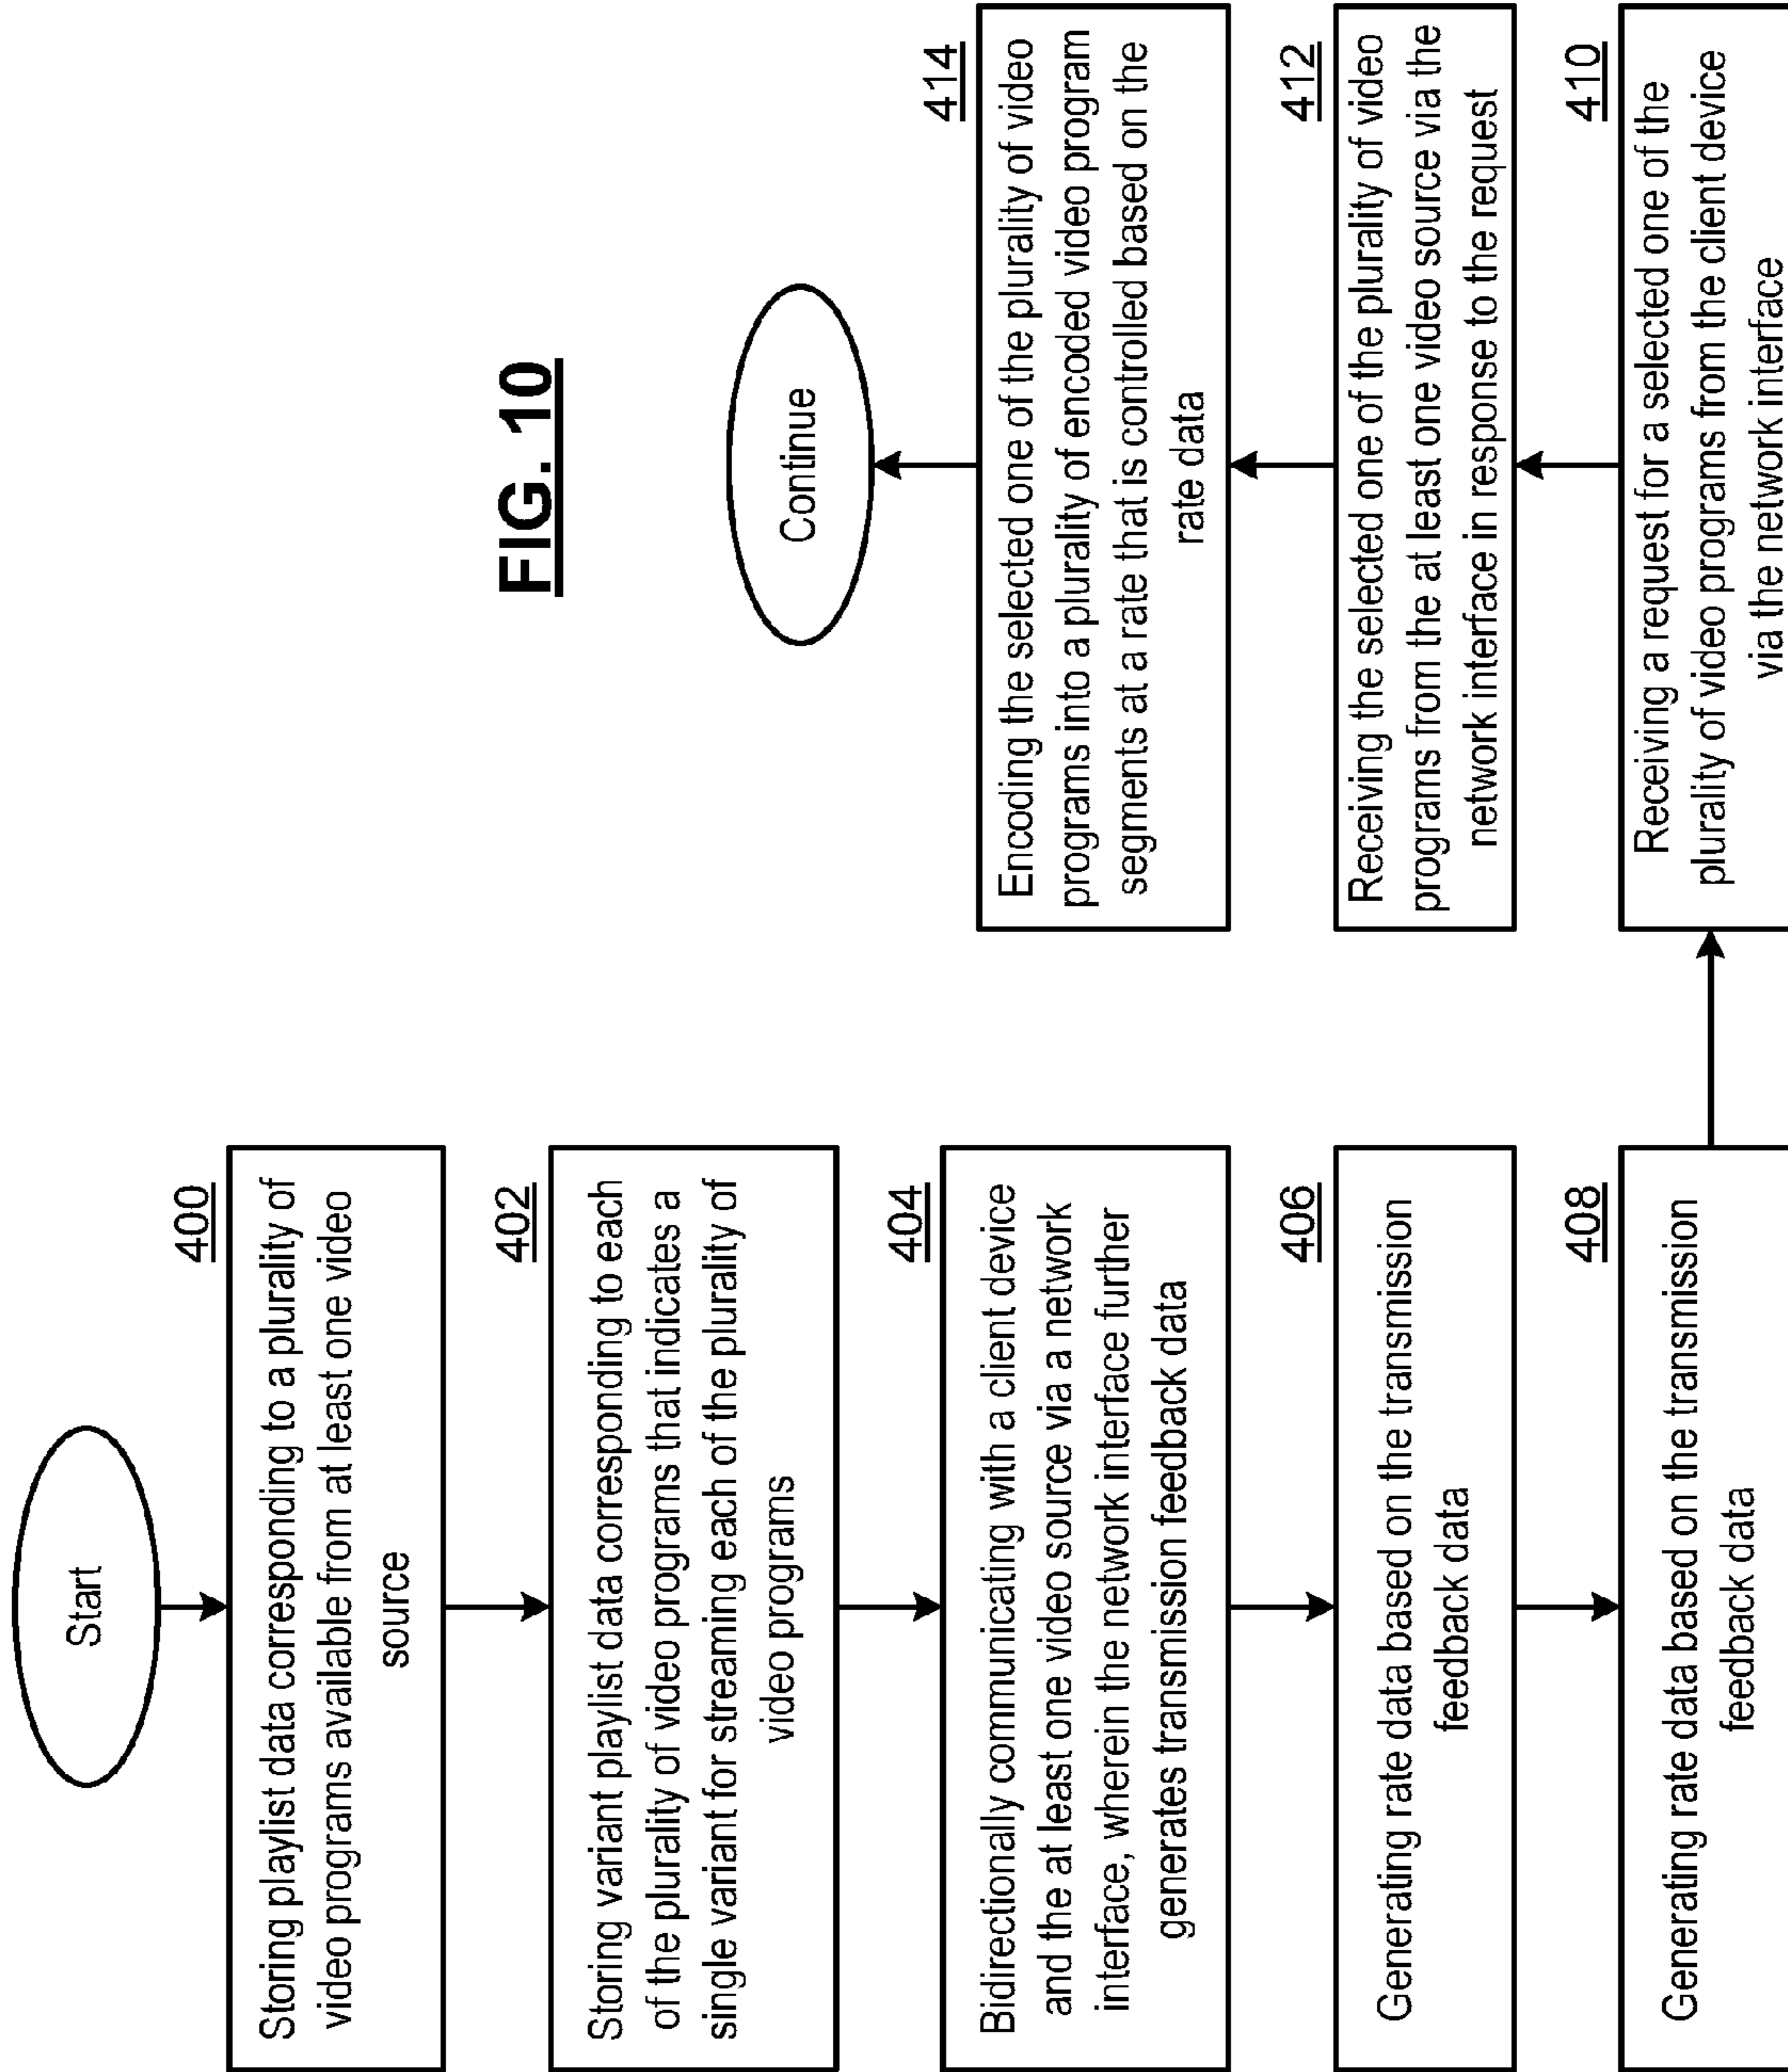 Start
400
Storing playlist data corresponding to a plurality of
video programs available from at least one video
source
402
Storing variant playlist data corresponding to each
of the plurality of video programs that indicates a
single variant for streaming each of the plurality of
video programs
404
Bidirectionally communicating with a client device
and the at least one video source via a network
interface, wherein the network interface further
generates transmission feedback data
406
Generating rate data based on the transmission
feedback data
408
Generating rate data based on the transmission
feedback data
410
Receiving a request for a selected one of the
plurality of video programs from the client device
via the network interface
412
Receiving the selected one of the plurality of video
programs from the at least one video source via the
network interface in response to the request
414
Encoding the selected one of the plurality of video
programs into a plurality of encoded video program
segments at a rate that is controlled based on the
rate data
Continue
FIG. 10